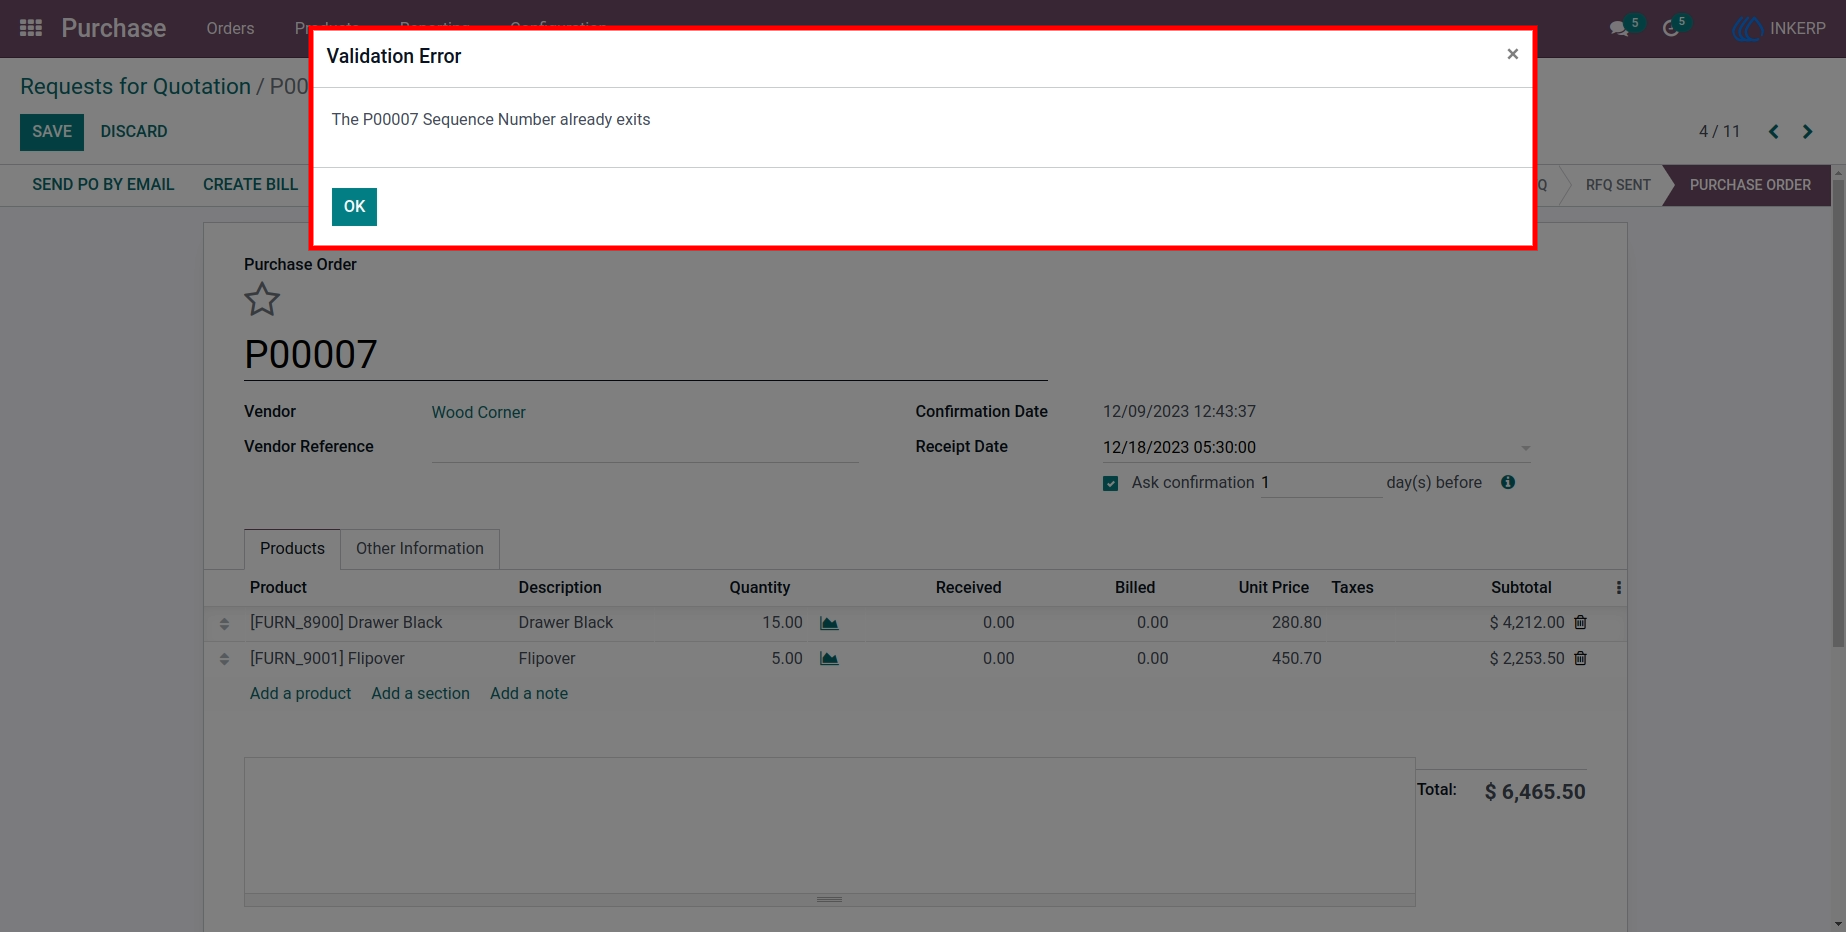 Purchase Orders 5 5 INKERP
Validation Error ×
Requests for Quotation / P00
The P00007 Sequence Number already exits
SAVE DISCARD 4 / 11
SEND PO BY EMAIL CREATE BILL Q RFQ SENT PURCHASE ORDER
OK
Purchase Order
P00007
Vendor Wood Corner Confirmation Date 12/09/2023 12:43:37
Vendor Reference Receipt Date 12/18/2023 05:30:00
Ask confirmation 1 day(s) before
Products Other Information
Product Description Quantity Received Billed Unit Price Taxes Subtotal
[FURN_8900] Drawer Black Drawer Black 15.00 0.00 0.00 280.80 $ 4,212.00
[FURN_9001] Flipover Flipover 5.00 0.00 0.00 450.70 $ 2,253.50
Add a product Add a section Add a note
Total: $ 6,465.50